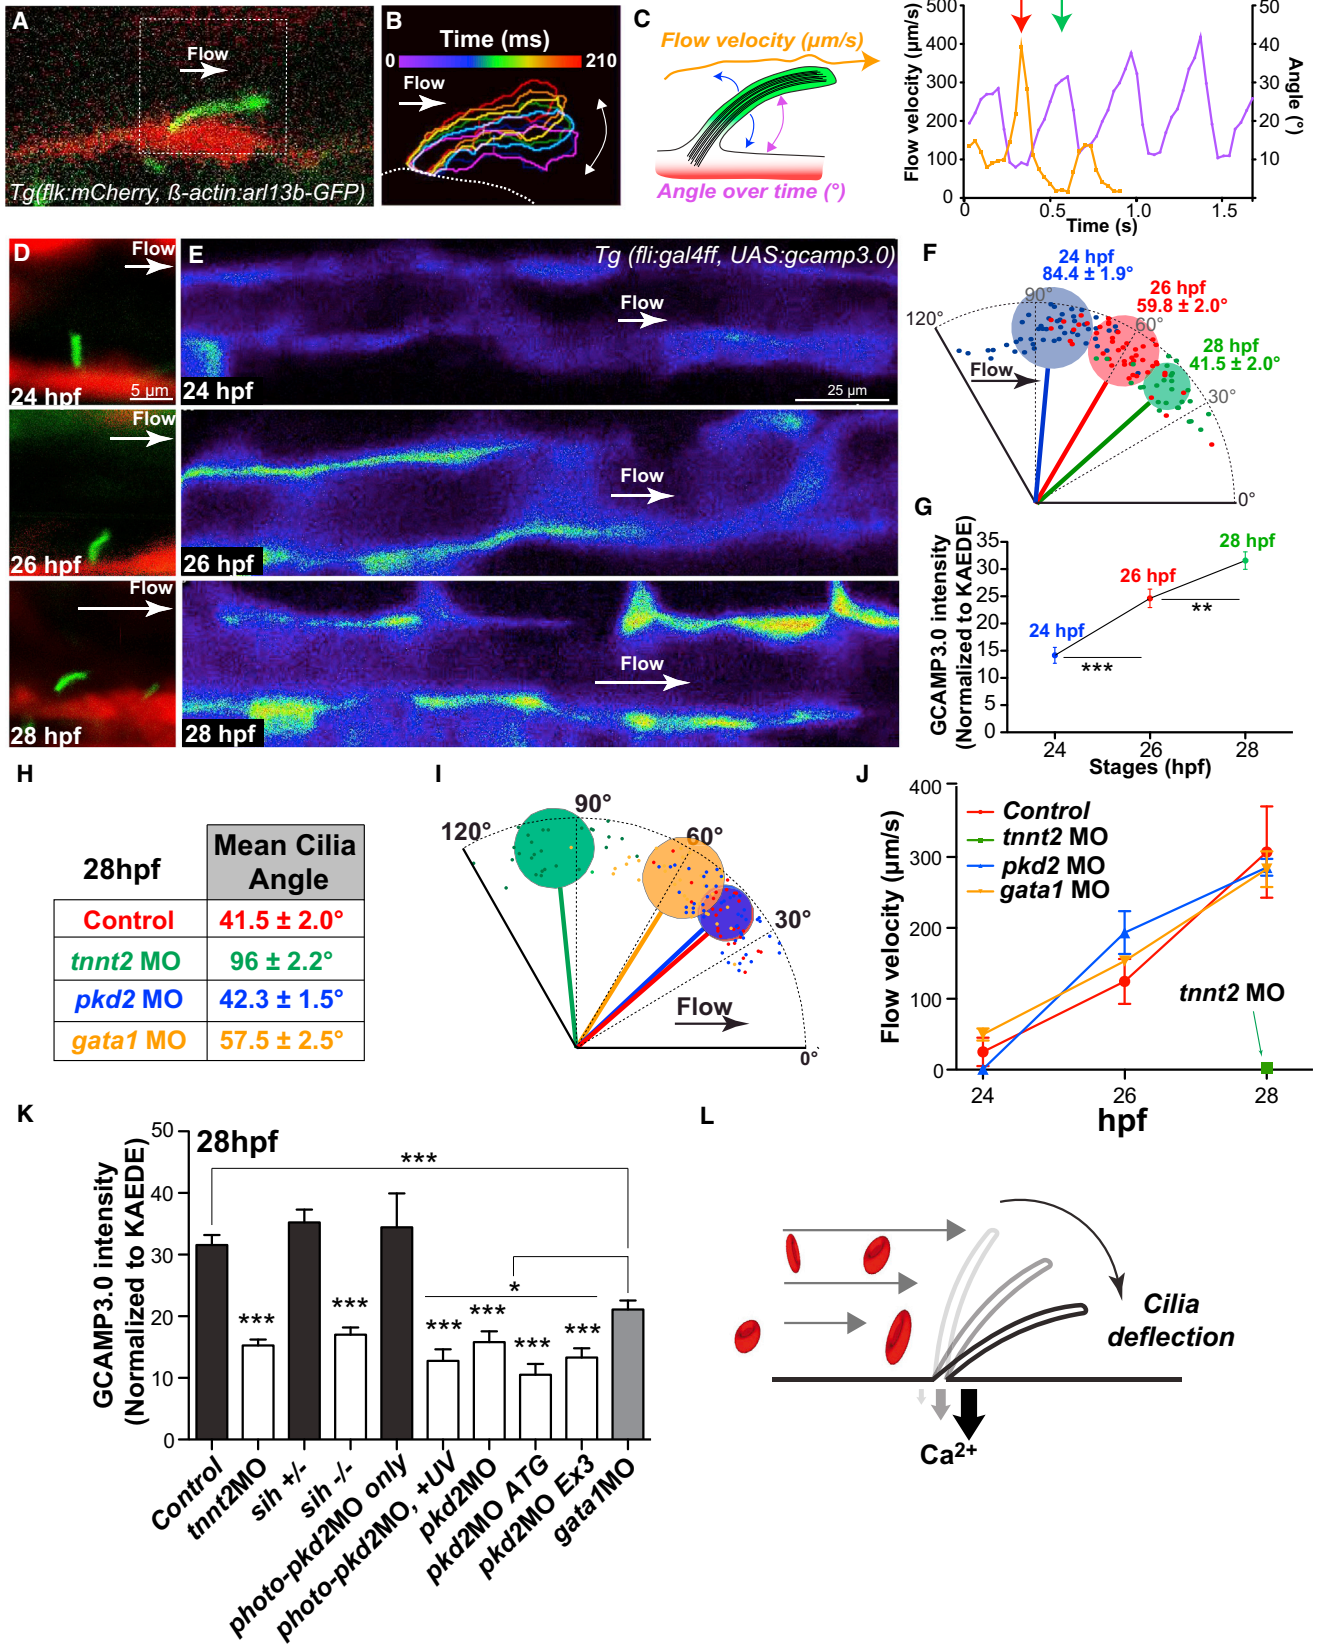 A
Flow
Tg(flk:mCherry, ß-actin:arl13b-GFP)
B
Time (ms)
0
210
Flow
C
Flow velocity (µm/s)
Angle over time (°)
Flow velocity (µm/s)
500
400
300
200
100
0
50
40
30
20
10
Angle (°)
0
0.5
1.0
1.5
Time (s)
D
Flow
24 hpf
5 µm
Flow
26 hpf
Flow
28 hpf
E
Tg (fli:gal4ff, UAS:gcamp3.0)
Flow
24 hpf
25 µm
Flow
26 hpf
Flow
28 hpf
F
24 hpf
84.4 ± 1.9°
26 hpf
59.8 ± 2.0°
28 hpf
41.5 ± 2.0°
120°
90°
60°
30°
0°
Flow
G
GCAMP3.0 intensity
(Normalized to KAEDE)
35
30
25
20
15
10
5
0
24 hpf
26 hpf
28 hpf
***
**
24
26
28
Stages (hpf)
H
28hpf
Mean Cilia
Angle
Control
41.5 ± 2.0°
tnnt2 MO
96 ± 2.2°
pkd2 MO
42.3 ± 1.5°
gata1 MO
57.5 ± 2.5°
I
120°
90°
60°
30°
0°
Flow
J
Flow velocity (µm/s)
400
300
200
100
0
Control
tnnt2 MO
pkd2 MO
gata1 MO
tnnt2 MO
24
26
28
hpf
K
28hpf
GCAMP3.0 intensity
(Normalized to KAEDE)
50
40
30
20
10
0
***
*
***
***
***
***
***
***
Control
tnnt2MO
sih +/-
sih -/-
photo-pkd2MO only
photo-pkd2MO, +UV
pkd2MO
pkd2MO ATG
pkd2MO Ex3
gata1MO
L
Cilia
deflection
Ca2+